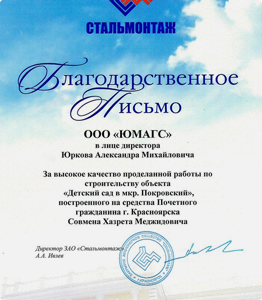 СТАЛЬМОНТАЖ
Благодарственное
Письмо
ООО «ЮМАГС»
в лице директора
Юркова Александра Михайловича
За высокое качество проделанной работы по
строительству объекта
«Детский сад в мкр. Покровский»,
построенного на средства Почетного
гражданина г. Красноярска
Совмена Хазрета Меджидовича
Директор ЗАО «Стальмонтаж»
А.А. Ивлев